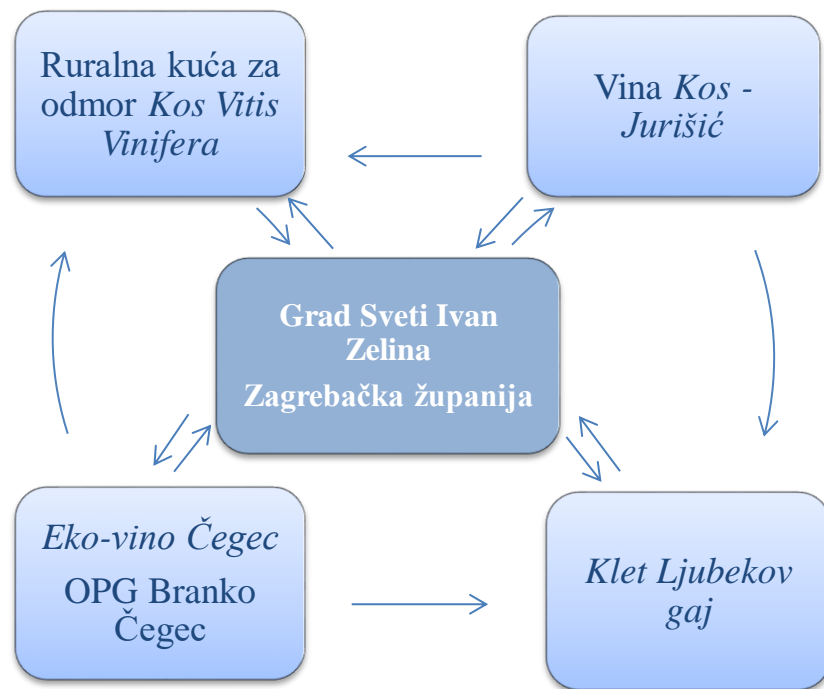 Ruralna kuća za
odmor Kos Vitis
Vinifera
Vina Kos -
Jurišić
Grad Sveti Ivan
Zelina
Zagrebačka županija
Eko-vino Čegec
OPG Branko
Čegec
Klet Ljubekov
gaj